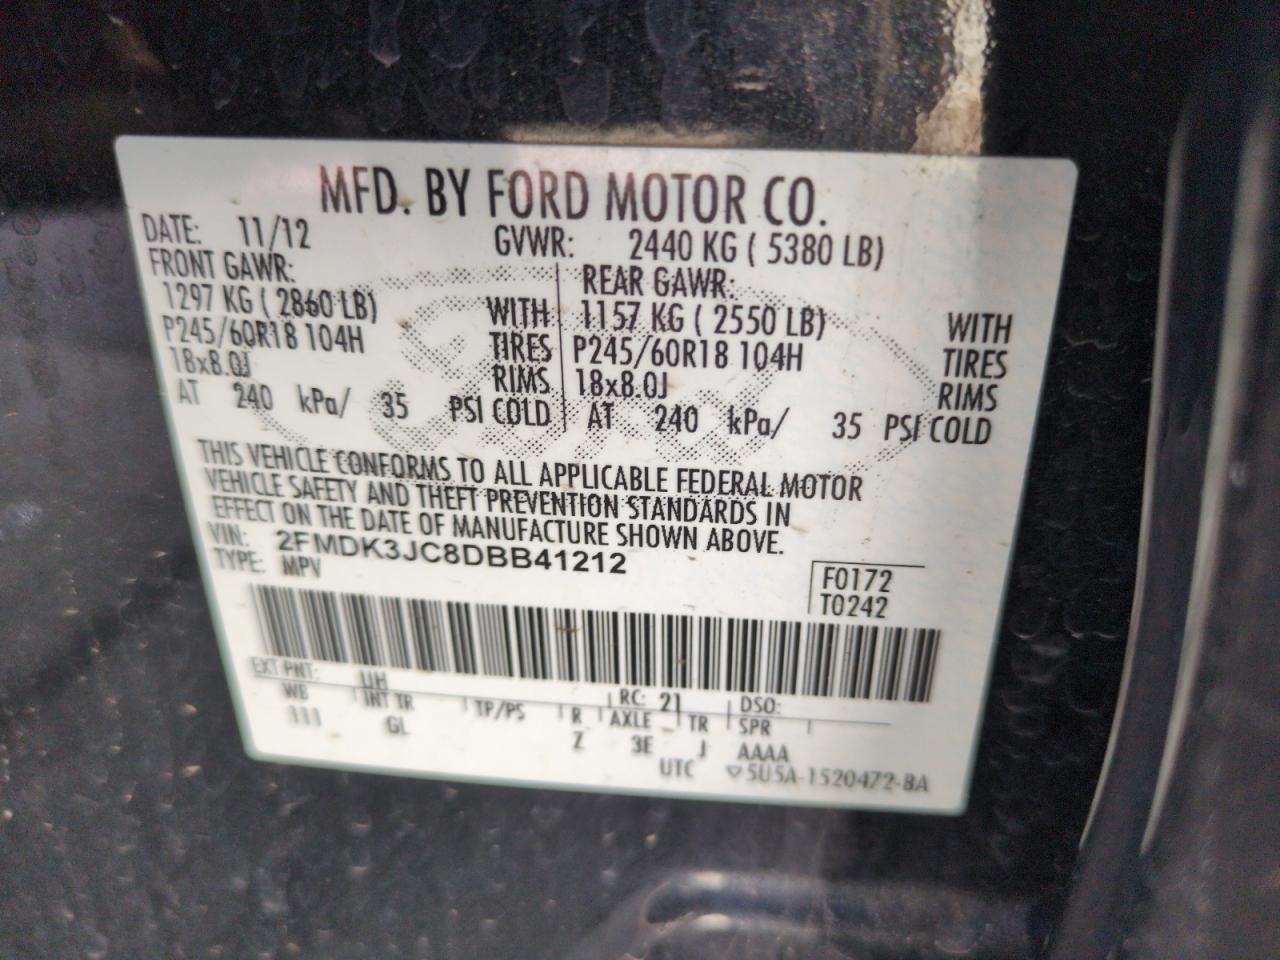 MFD. BY FORD MOTOR CO.
DATE: 11/12 GVWR: 2440 KG ( 5380 LB)
FRONT GAWR: REAR GAWR:
1297 KG ( 2860 LB) WITH 1157 KG ( 2550 LB) WITH
P245/60R18 104H TIRES P245/60R18 104H TIRES
18x8.0J RIMS 18x8.0J RIMS
AT 240 kPa/ 35 PSI COLD AT 240 kPa/ 35 PSI COLD
THIS VEHICLE CONFORMS TO ALL APPLICABLE FEDERAL MOTOR
VEHICLE SAFETY AND THEFT PREVENTION STANDARDS IN
EFFECT ON THE DATE OF MANUFACTURE SHOWN ABOVE.
VIN: 2FMDK3JC8DBB41212
TYPE: MPV
F0172
T0242
EXT PNT: UH RC: 21 DSO:
WB INT TR TP/PS R AXLE TR SPR
111 GL Z 3E J AAAA
UTC ▽5U5A-1520472-BA
Ford